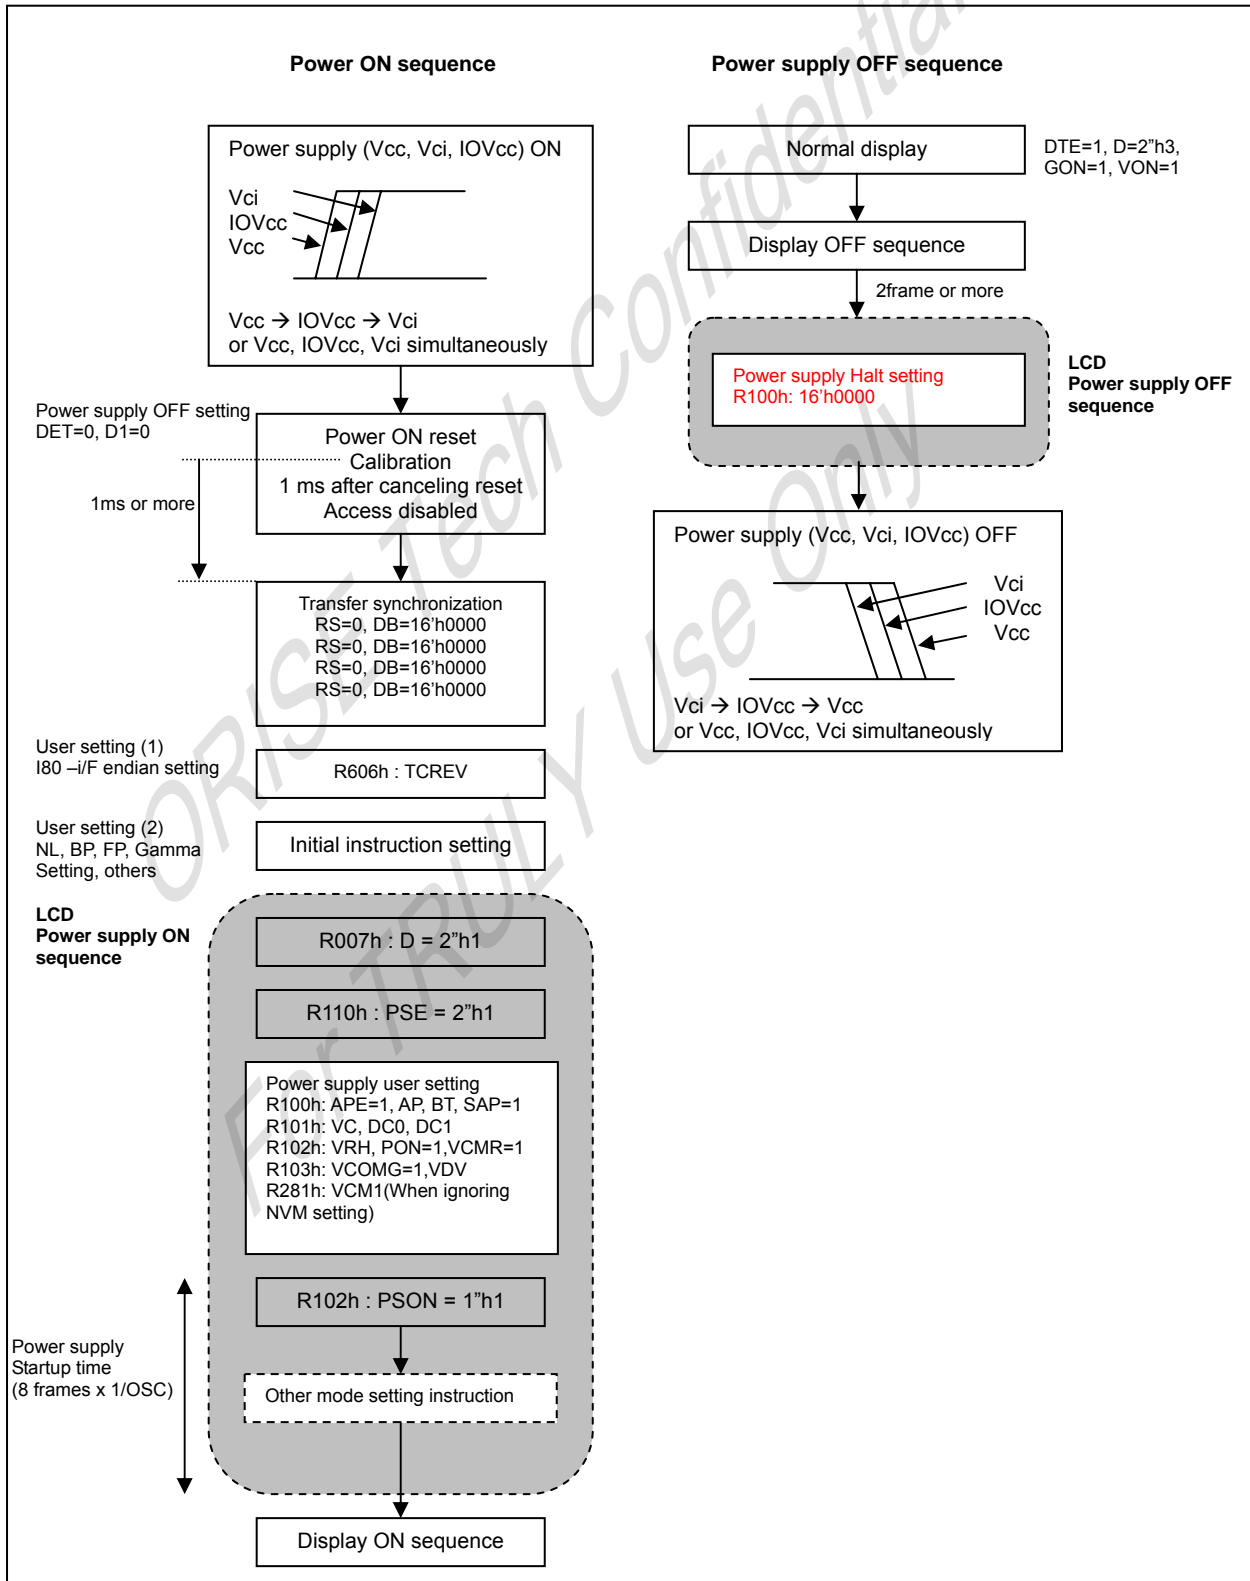 Power ON sequence
Power supply (Vcc, Vci, IOVcc) ON
Vci
IOVcc
Vcc
Vcc → IOVcc → Vci
or Vcc, IOVcc, Vci simultaneously
Power supply OFF setting
DET=0, D1=0
1ms or more
Power ON reset
Calibration
1 ms after canceling reset
Access disabled
Transfer synchronization
RS=0, DB=16'h0000
RS=0, DB=16'h0000
RS=0, DB=16'h0000
RS=0, DB=16'h0000
User setting (1)
I80 –i/F endian setting
R606h : TCREV
User setting (2)
NL, BP, FP, Gamma
Setting, others
Initial instruction setting
LCD
Power supply ON
sequence
R007h : D = 2"h1
R110h : PSE = 2"h1
Power supply user setting
R100h: APE=1, AP, BT, SAP=1
R101h: VC, DC0, DC1
R102h: VRH, PON=1,VCMR=1
R103h: VCOMG=1,VDV
R281h: VCM1(When ignoring
NVM setting)
R102h : PSON = 1"h1
Power supply
Startup time
(8 frames x 1/OSC)
Other mode setting instruction
Display ON sequence
Power supply OFF sequence
Normal display
DTE=1, D=2"h3,
GON=1, VON=1
Display OFF sequence
2frame or more
Power supply Halt setting
R100h: 16'h0000
LCD
Power supply OFF
sequence
Power supply (Vcc, Vci, IOVcc) OFF
Vci
IOVcc
Vcc
Vci → IOVcc → Vcc
or Vcc, IOVcc, Vci simultaneously
ORISE Tech Confidential
For TRULY Use Only